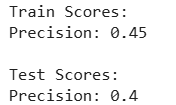 Train Scores:
Precision: 0.45
Test Scores:
Precision: 0.4